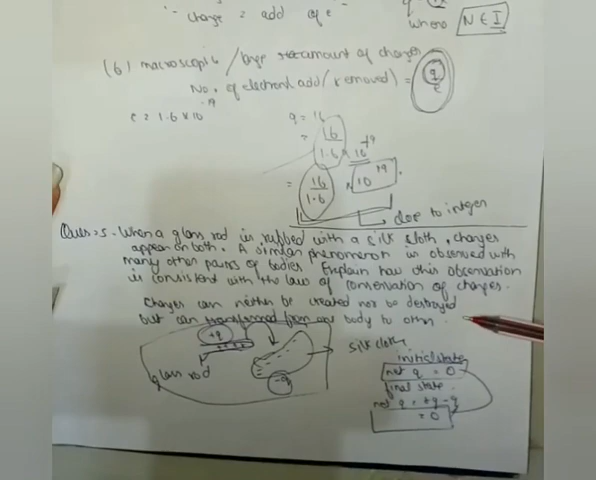 charge = add of e
where N ∈ I
(b) macroscopic / large amount of charges
No. of electrons add / removed) = q/e
e = 1.6 × 10⁻¹⁹
q = 16
= 16 / 1.6 × 10⁻¹⁹
= 16/1.6 × 10¹⁹.
close to integer
Ques:5. When a glass rod is rubbed with a silk cloth, charges
appear on both. A similar phenomenon is observed with
many other pairs of bodies Explain how this observation
is consistent with the law of conservation of charges.
Charges can neither be created nor be destroyed
but can transferred from one body to other.
+q
++++
glass rod
-q
silk cloth
initial state
net q = 0
final state
net q = +q - q
= 0